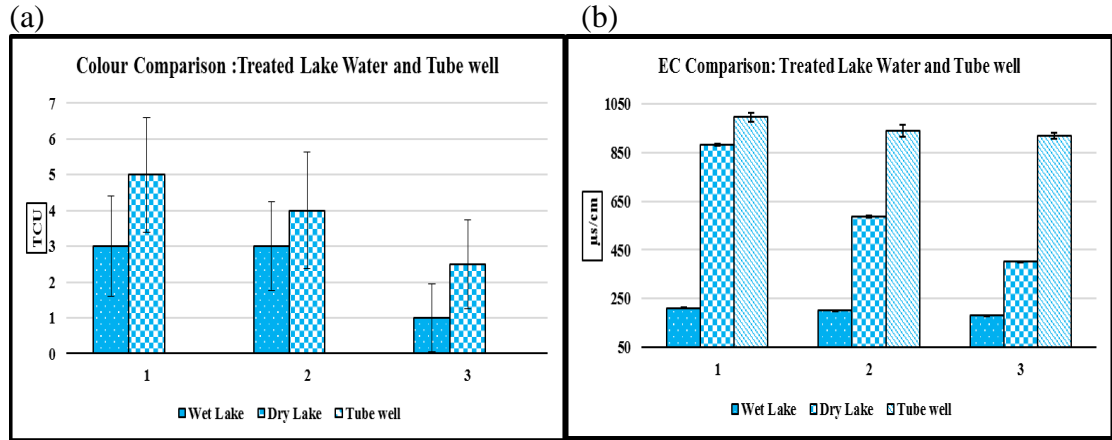 (a)
Colour Comparison :Treated Lake Water and Tube well
7
6
5
4
3
2
1
0
TCU
1 2 3
Wet Lake Dry Lake Tube well
(b)
EC Comparison: Treated Lake Water and Tube well
1050
850
650
450
250
50
µs/cm
1 2 3
Wet Lake Dry Lake Tube well